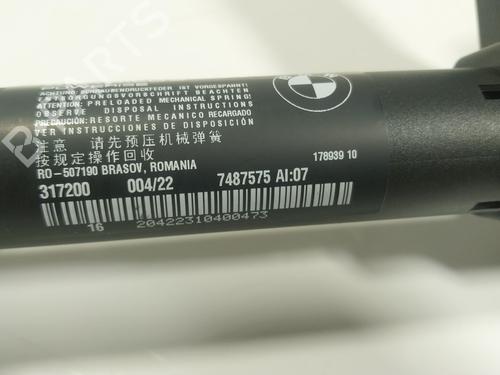 ACHTUNG SCHRAUBENDRUCKFEDER IST VORGESPANNT!
ENTSORGUNGSVORSCHRIFT BEACHTEN
ATTENTION: PRELOADED MECHANICAL SPRING!
OBSERVE DISPOSAL INSTRUCTIONS
PRECAUCIÓN: RESORTE MECANICO RECARGADO
VER INSTRUCCIONES DE DISPOSICIÓN
注意 请先预压机械弹簧
按规定操作回收
RO-507190 BRASOV, ROMANIA
178939 10
317200 004/22 7487575 AI:07
16 20422310400473